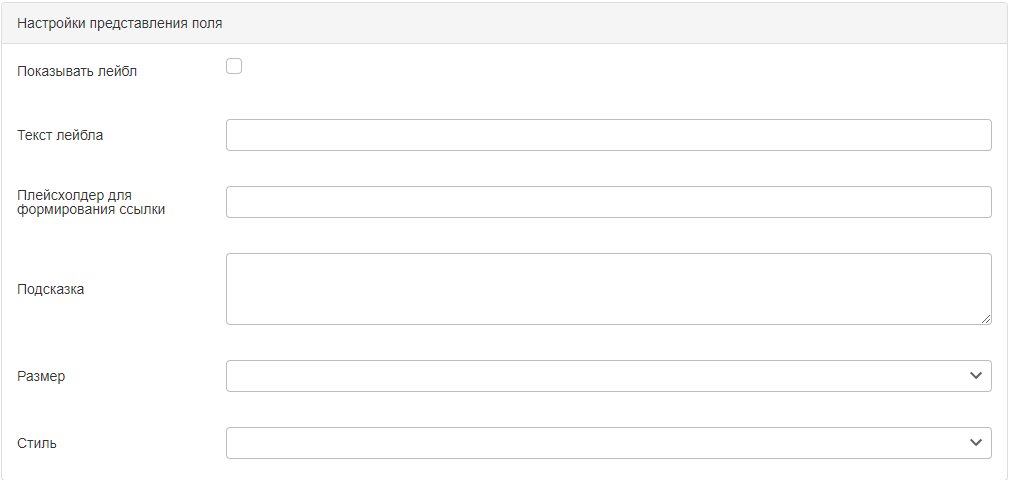 Настройки представления поля
Показывать лейбл
Текст лейбла
Плейсхолдер для
формирования ссылки
Подсказка
Размер
Стиль